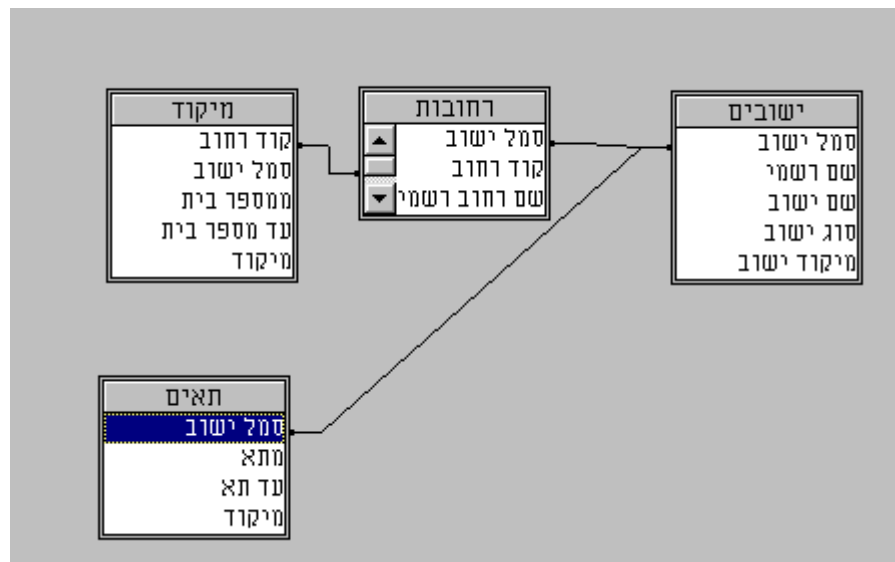 ישובים
סמל ישוב
שם רשמי
שם ישוב
סוג ישוב
מיקוד ישוב
רחובות
סמל ישוב
קוד רחוב
שם רחוב רשמי
מיקוד
קוד רחוב
סמל ישוב
ממספר בית
עד מספר בית
מיקוד
תאים
סמל ישוב
מתא
עד תא
מיקוד